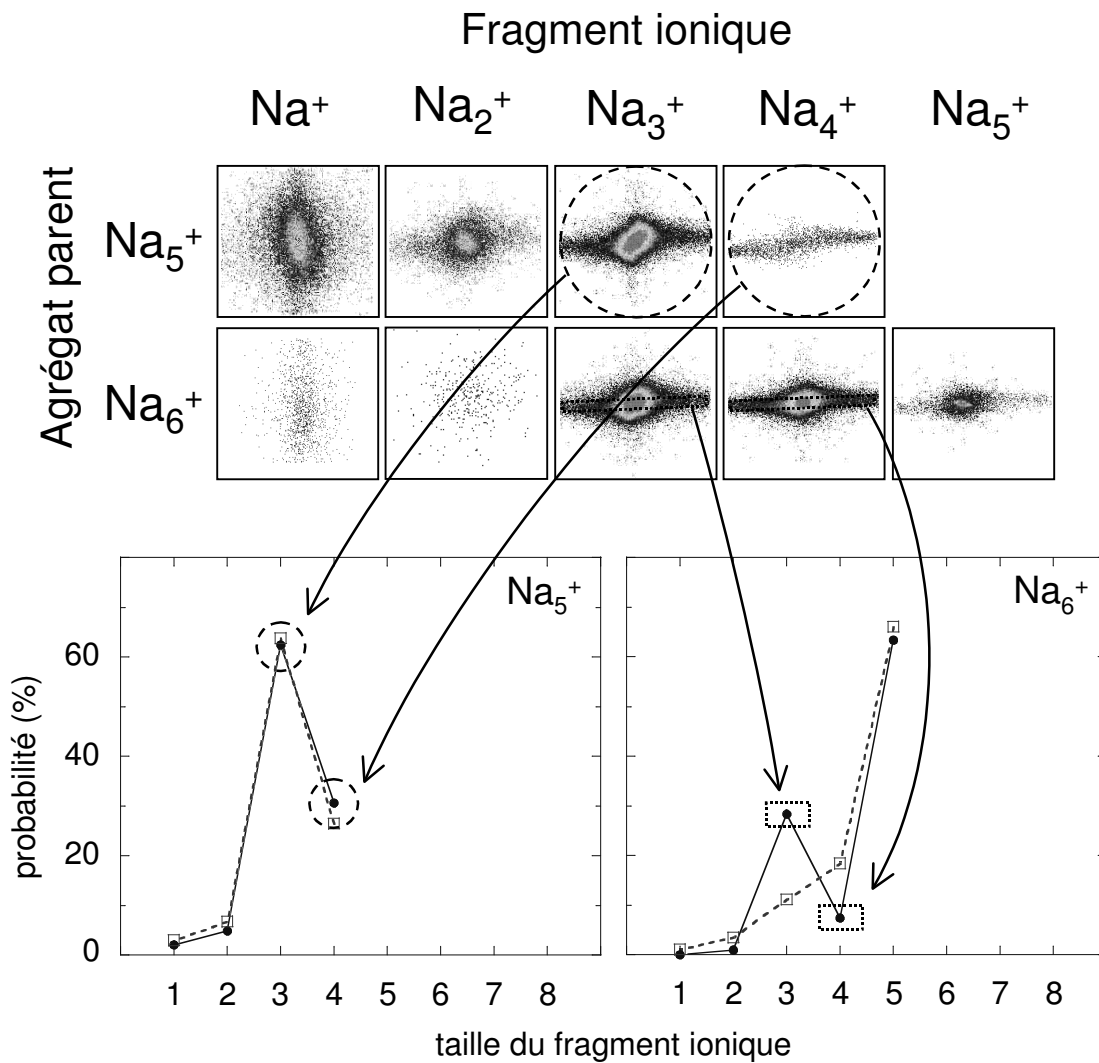 Fragment ionique
Na⁺ Na₂⁺ Na₃⁺ Na₄⁺ Na₅⁺
Agrégat parent
Na₅⁺
Na₆⁺
Na₅⁺ Na₆⁺
probabilité (%)
60
40
20
0
1 2 3 4 5 6 7 8 1 2 3 4 5 6 7 8
taille du fragment ionique